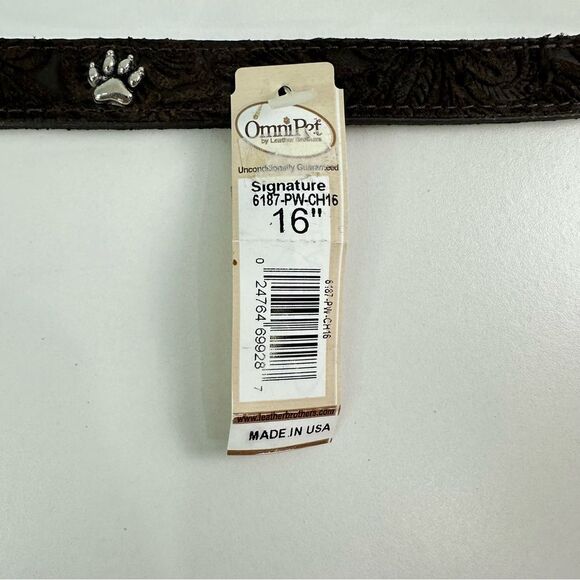 OmniPet
by Leather Brothers
Unconditionally Guaranteed
Signature
6187-PW-CH16
16"
0 24764 69928 7
6187-PW-CH16
www.leatherbrothers.com
MADE IN USA